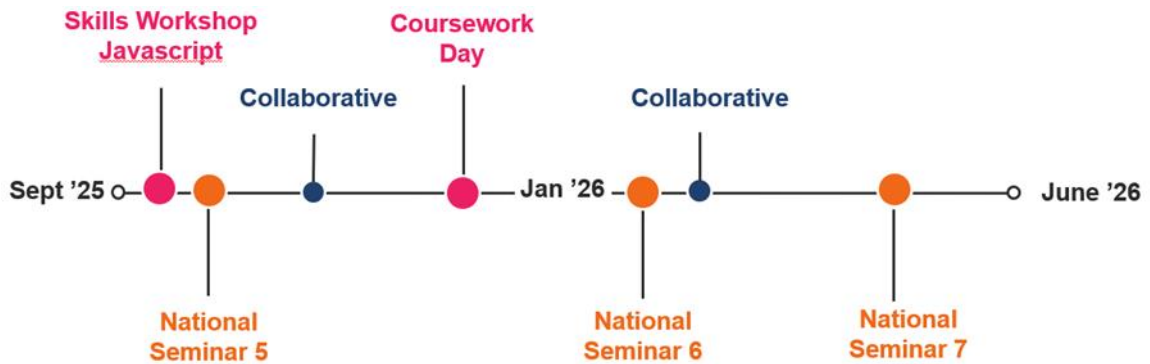 Skills Workshop
Javascript
Coursework
Day
Collaborative
Collaborative
Sept '25
Jan '26
June '26
National
Seminar 5
National
Seminar 6
National
Seminar 7